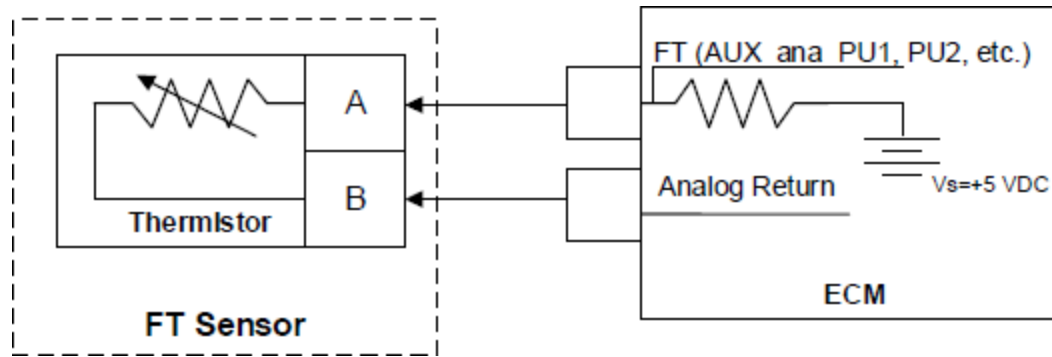 FT (AUX ana PU1, PU2, etc.)
A
B
Thermistor
Analog Return
Vs=+5 VDC
ECM
FT Sensor